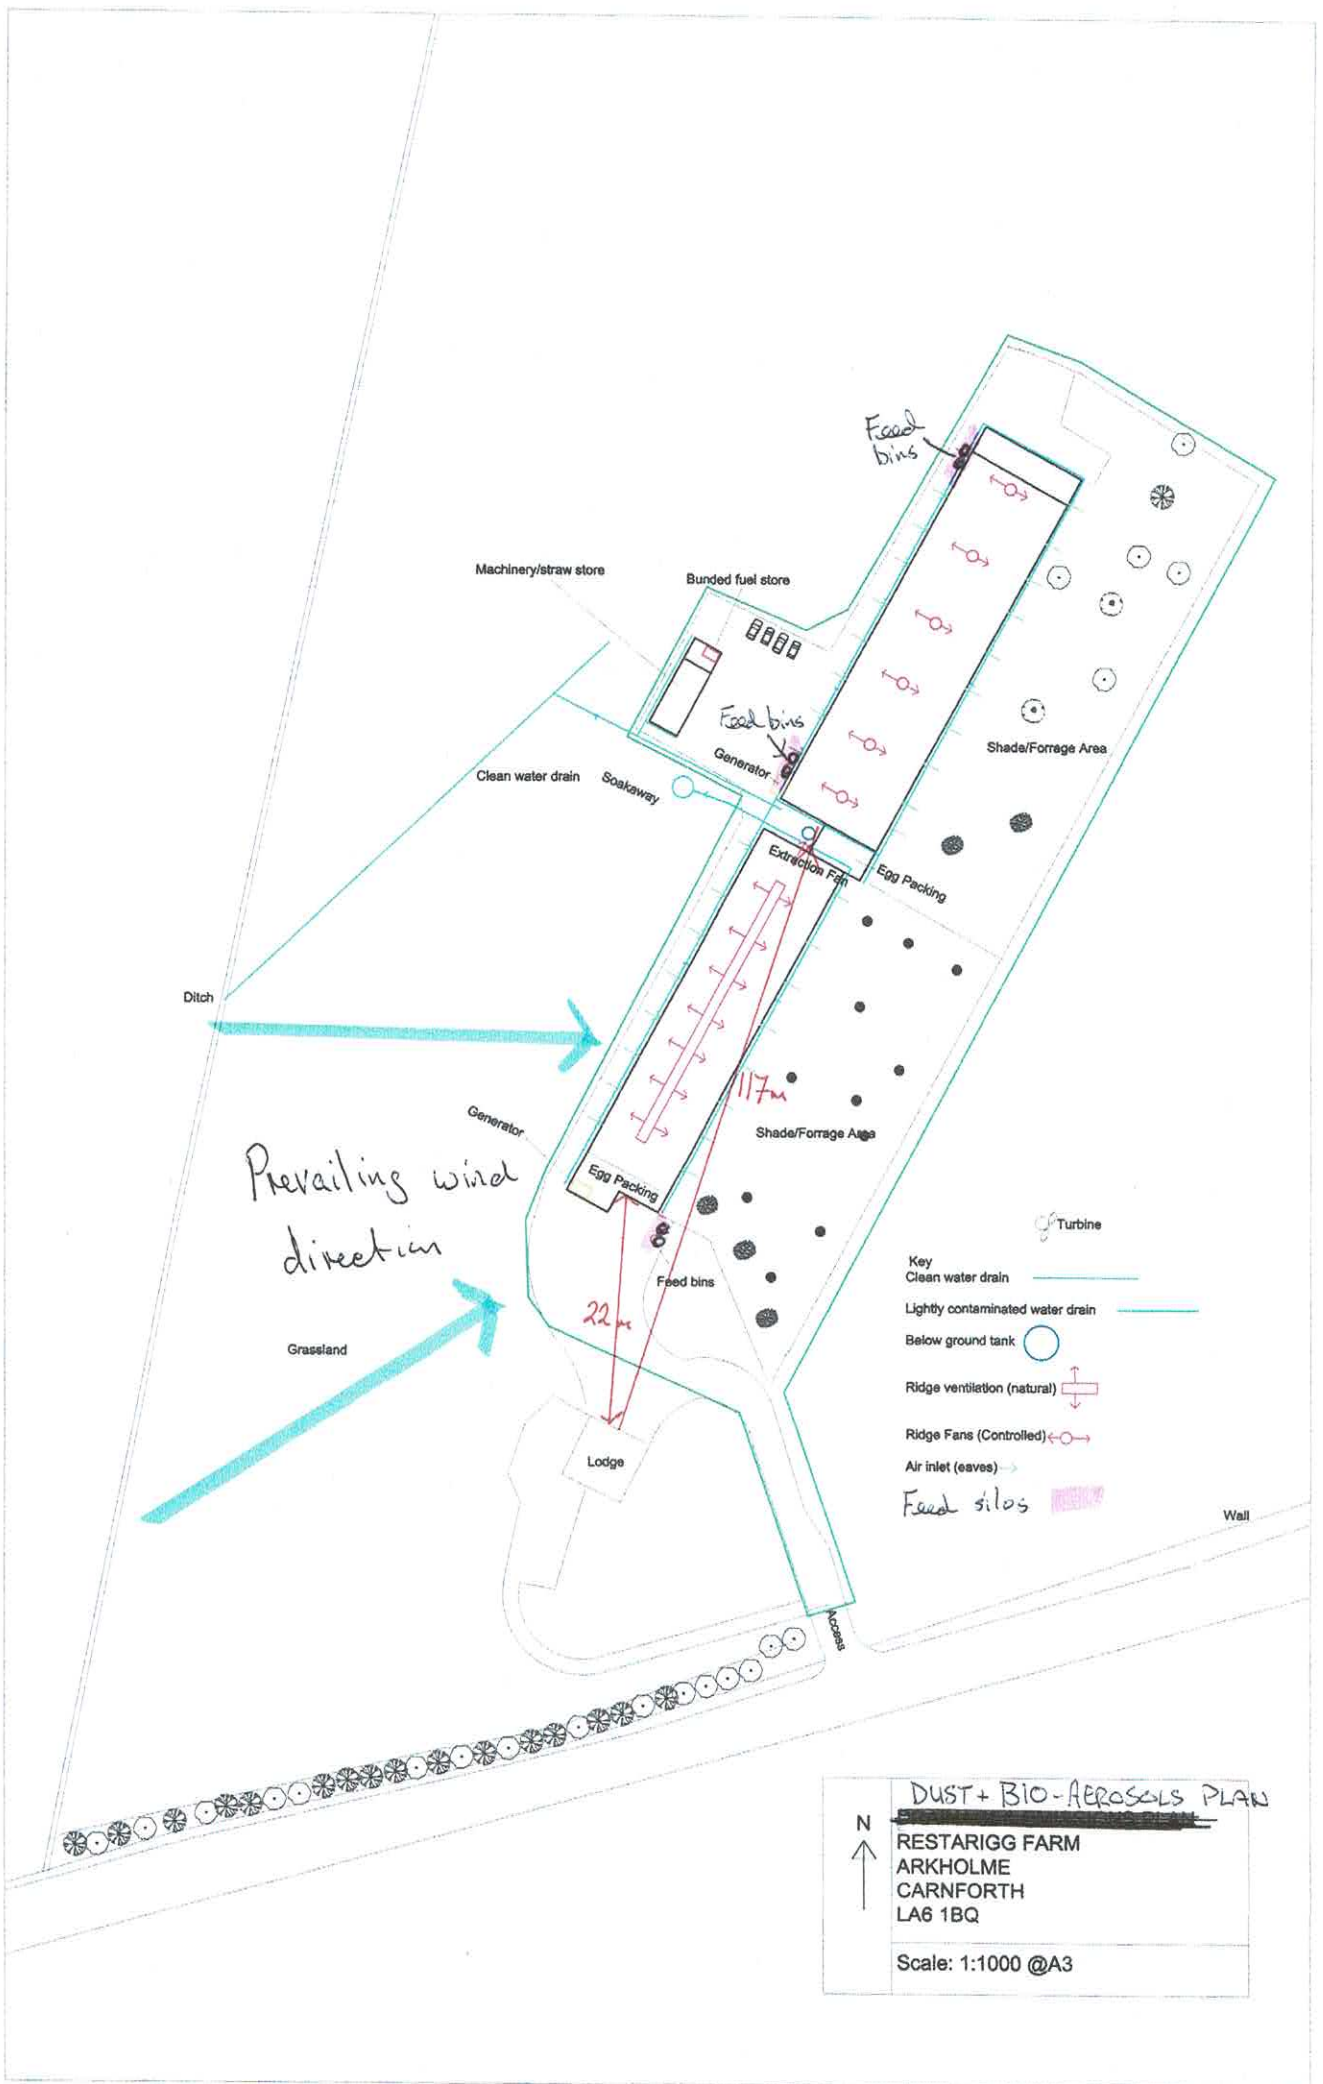 Feed
bins
Machinery/straw store
Bunded fuel store
Feed bins
Generator
Shade/Forrage Area
Clean water drain
Soakaway
Extraction Fan
Egg Packing
Ditch
117m
Generator
Shade/Forrage Area
Prevailing wind
direction
Egg Packing
Turbine
Feed bins
22m
Grassland
Key
Clean water drain
Lightly contaminated water drain
Below ground tank
Ridge ventilation (natural)
Ridge Fans (Controlled)
Air inlet (eaves)
Feed silos
Lodge
Wall
Access
DUST + BIO-AEROSOLS PLAN
N
RESTARIGG FARM
ARKHOLME
CARNFORTH
LA6 1BQ
Scale: 1:1000 @A3